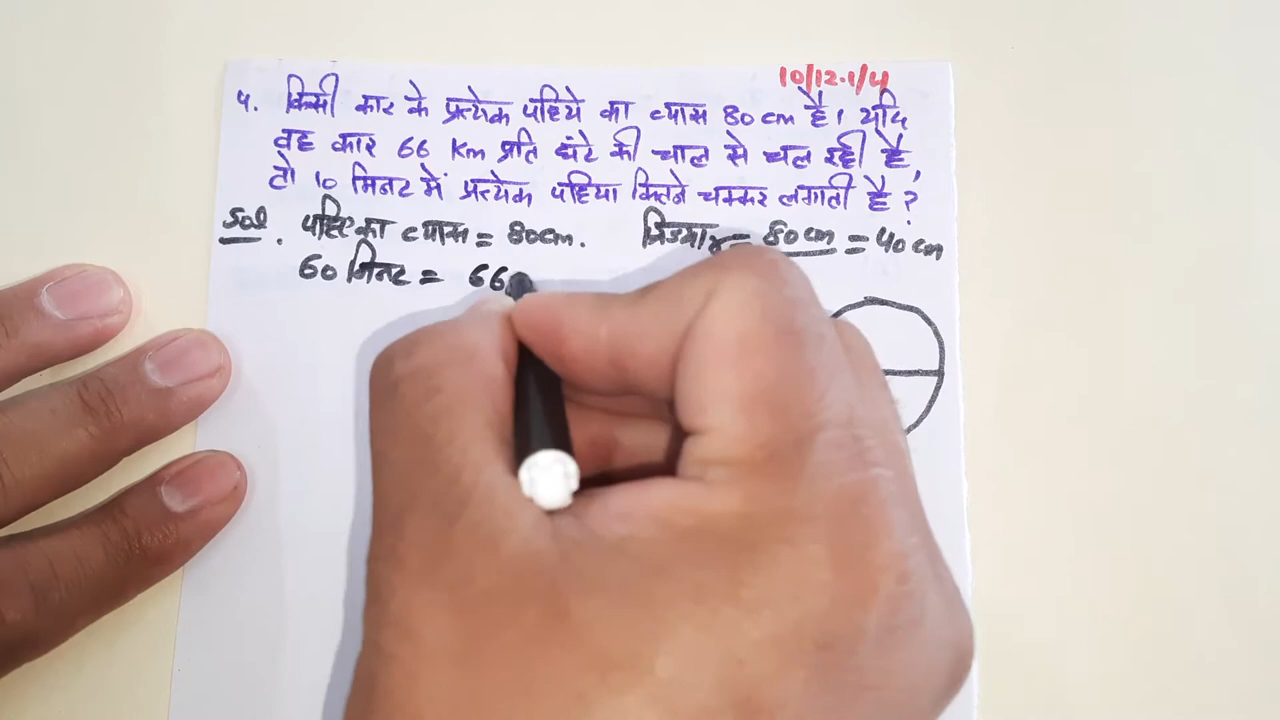 10/12.1/4
4. किसी कार के प्रत्येक पहिये का व्यास 80 cm है। यदि
वह कार 66 Km प्रति घंटे की चाल से चल रही है,
तो 10 मिनट में प्रत्येक पहिया कितने चक्कर लगाती है?
Sol. पहिए का व्यास = 80cm. त्रिज्या r = 80 cm = 40 cm
60 मिनट = 66